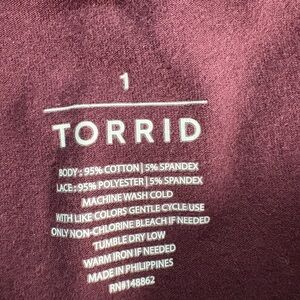 1
TORRID
BODY: 95% COTTON | 5% SPANDEX
LACE: 95% POLYESTER | 5% SPANDEX
MACHINE WASH COLD
WITH LIKE COLORS GENTLE CYCLE USE
ONLY NON-CHLORINE BLEACH IF NEEDED
TUMBLE DRY LOW
WARM IRON IF NEEDED
MADE IN PHILIPPINES
RN#148862